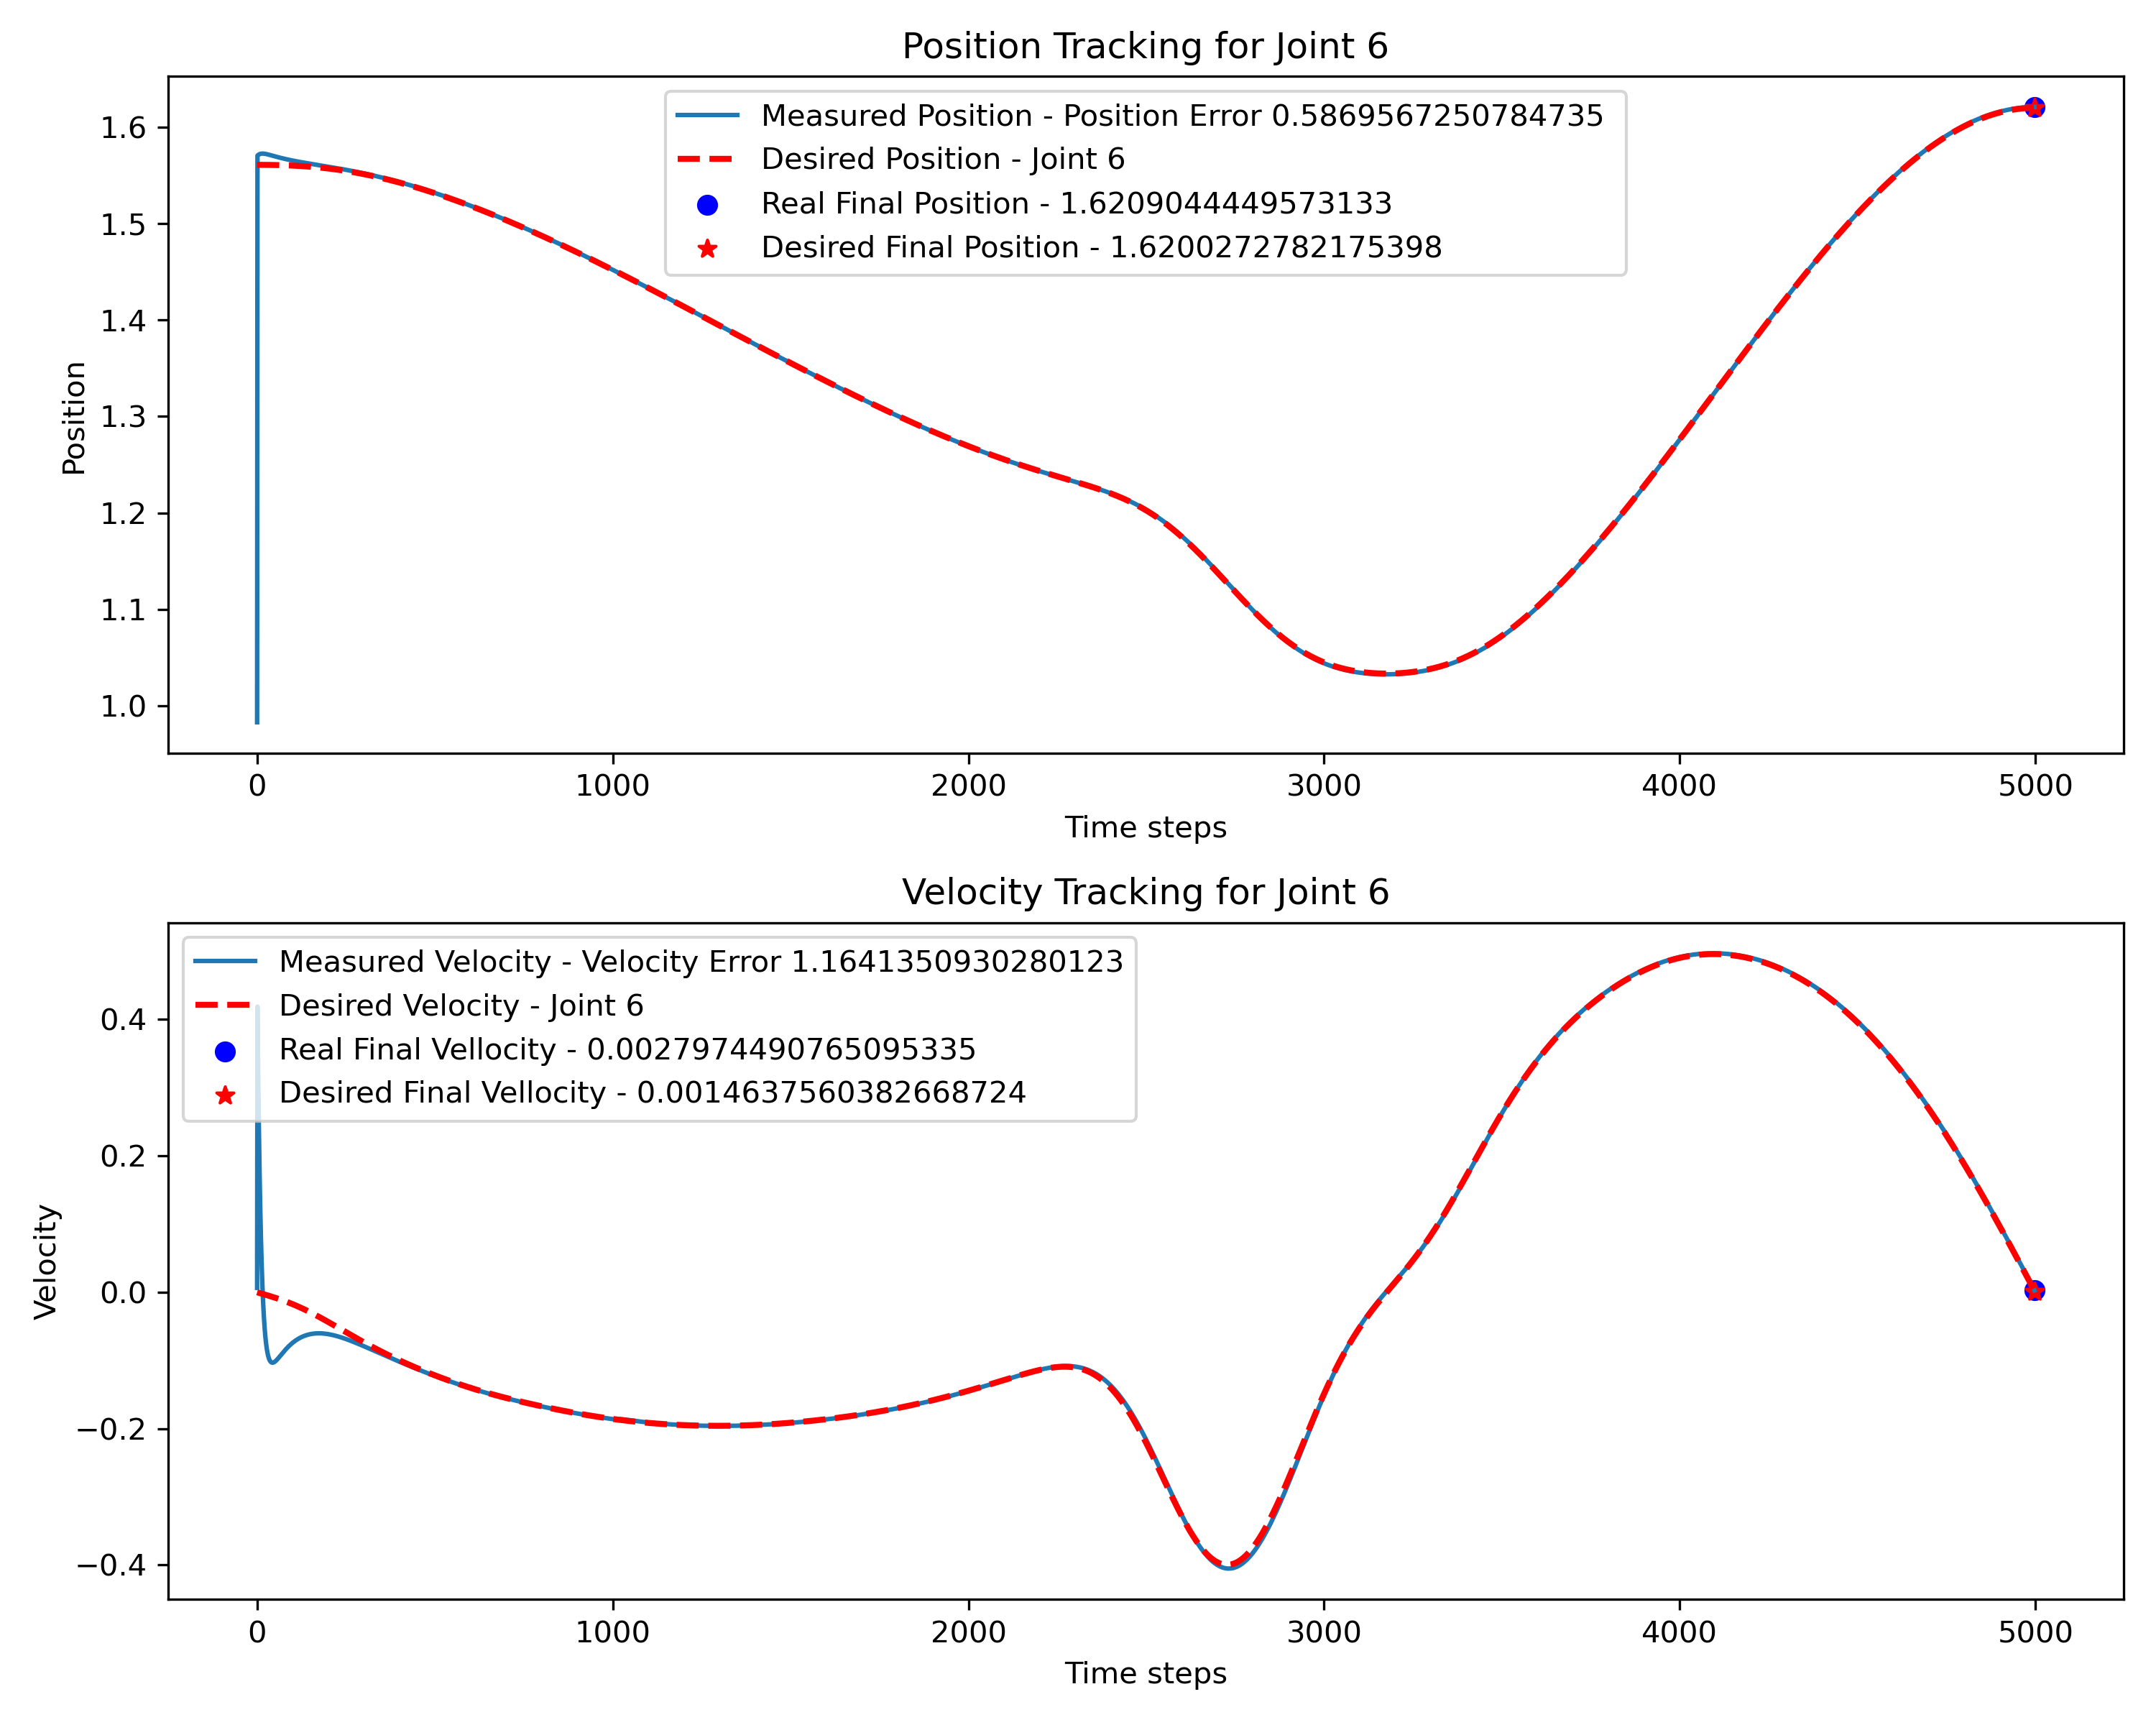 Position Tracking for Joint 6
Measured Position - Position Error 0.5869567250784735
Desired Position - Joint 6
Real Final Position - 1.6209044449573133
Desired Final Position - 1.6200272782175398
1.6
1.5
1.4
1.3
1.2
1.1
1.0
Position
0 1000 2000 3000 4000 5000
Time steps
Velocity Tracking for Joint 6
Measured Velocity - Velocity Error 1.1641350930280123
Desired Velocity - Joint 6
Real Final Vellocity - 0.0027974490765095335
Desired Final Vellocity - 0.0014637560382668724
0.4
0.2
0.0
−0.2
−0.4
Velocity
0 1000 2000 3000 4000 5000
Time steps